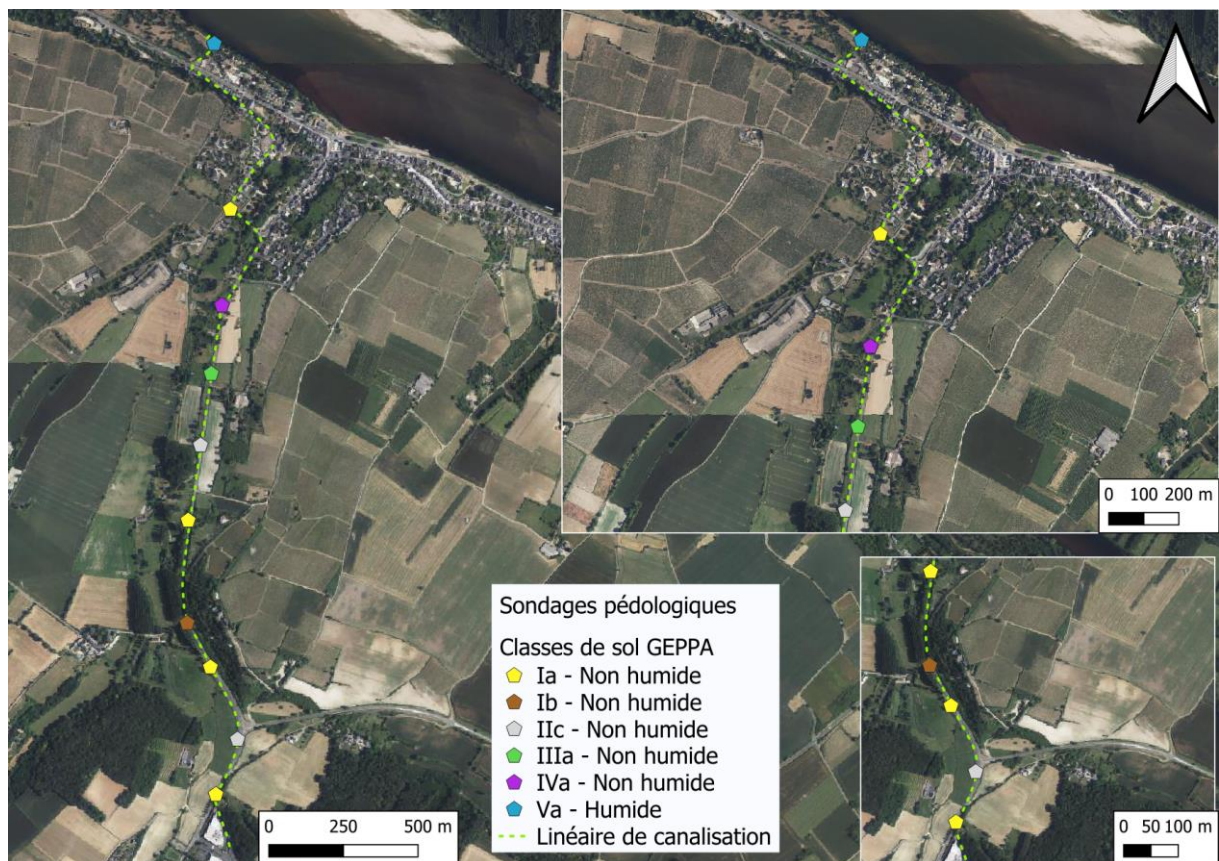 0 100 200 m
Sondages pédologiques
Classes de sol GEPPA
Ia - Non humide
Ib - Non humide
IIc - Non humide
IIIa - Non humide
IVa - Non humide
Va - Humide
Linéaire de canalisation
0 250 500 m
0 50 100 m